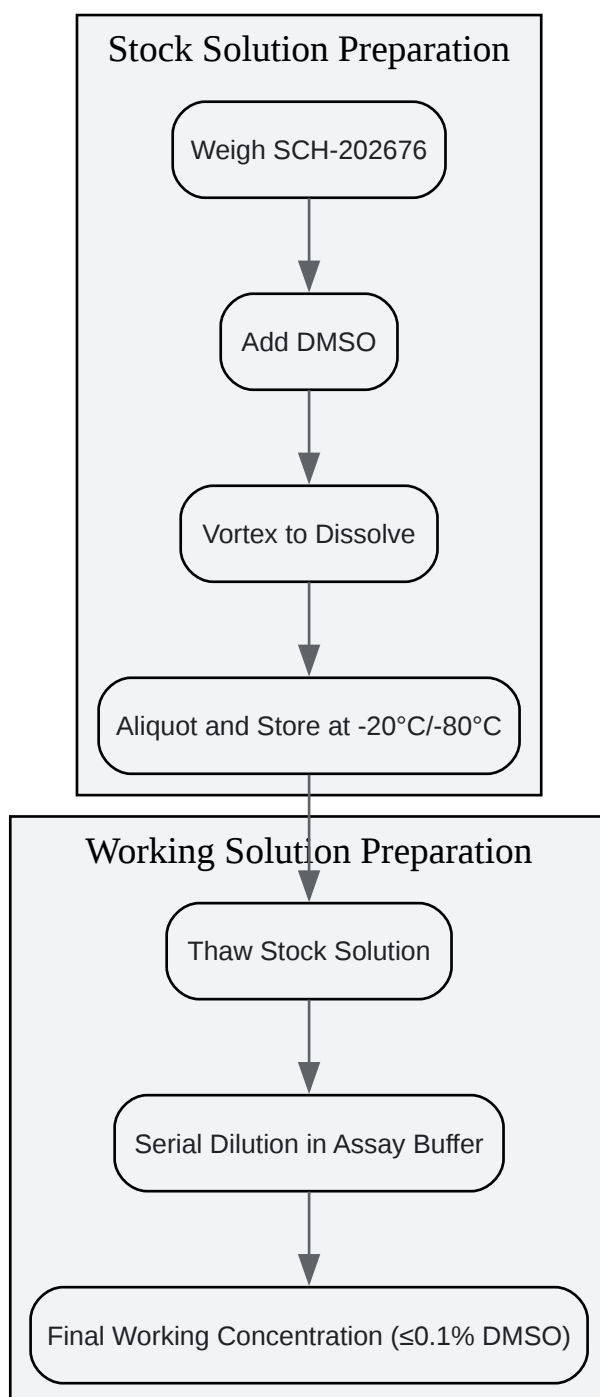 Stock Solution Preparation
Weigh SCH-202676
Add DMSO
Vortex to Dissolve
Aliquot and Store at -20°C/-80°C
Working Solution Preparation
Thaw Stock Solution
Serial Dilution in Assay Buffer
Final Working Concentration (≤0.1% DMSO)